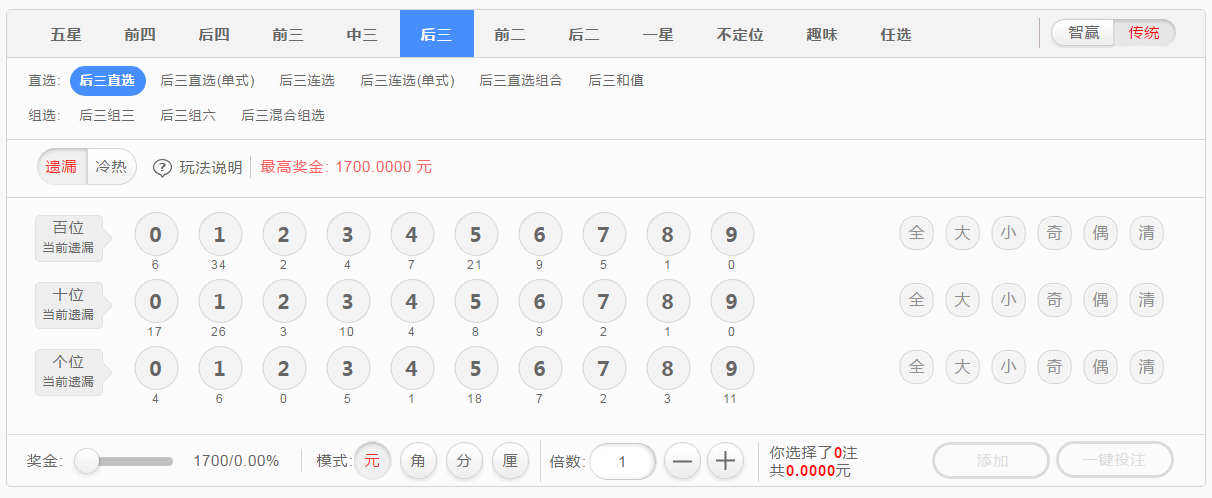 五星 前四 后四 前三 中三 后三 前二 后二 一星 不定位 趣味 任选 智赢 传统
直选: 后三直选 后三直选(单式) 后三连选 后三连选(单式) 后三直选组合 后三和值
组选: 后三组三 后三组六 后三混合组选
遗漏 冷热 ? 玩法说明 最高奖金: 1700.0000 元
百位 0 1 2 3 4 5 6 7 8 9 全 大 小 奇 偶 清
当前遗漏 6 34 2 4 7 21 9 5 1 0
十位 0 1 2 3 4 5 6 7 8 9 全 大 小 奇 偶 清
当前遗漏 17 26 3 10 4 8 9 2 1 0
个位 0 1 2 3 4 5 6 7 8 9 全 大 小 奇 偶 清
当前遗漏 4 6 0 5 1 18 7 2 3 11
奖金: 1700/0.00% 模式: 元 角 分 厘 倍数: 1 你选择了0注 添加 一键投注
共0.0000元